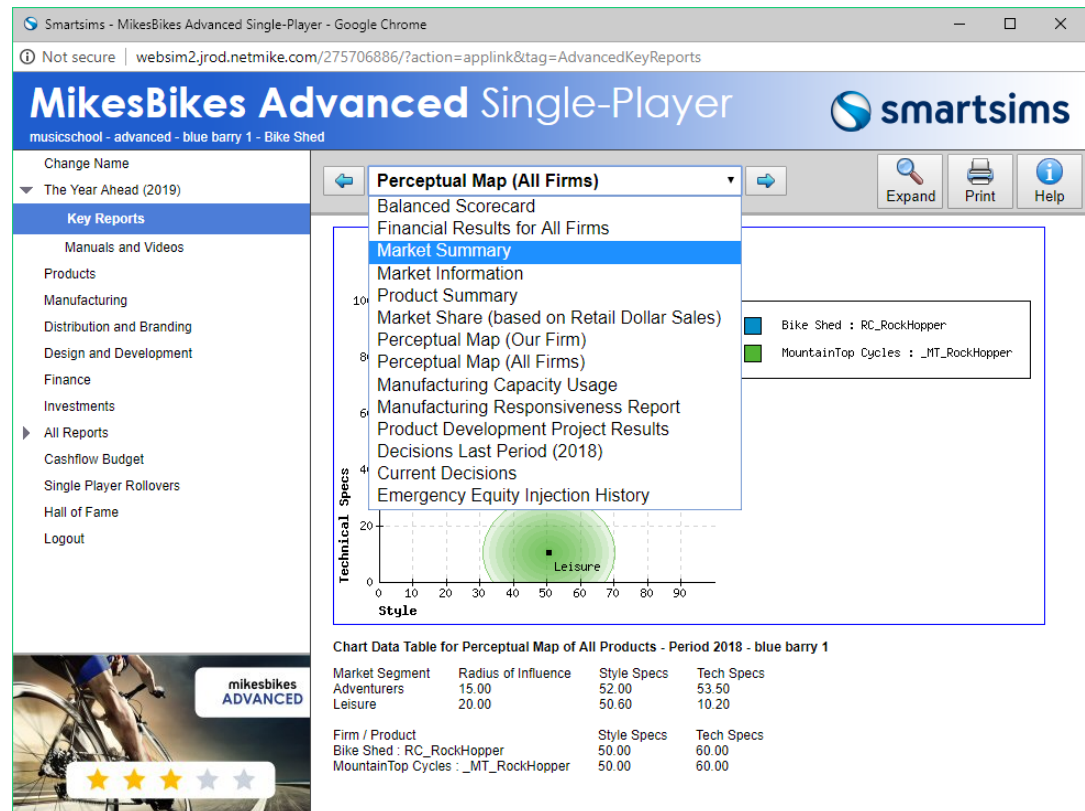 Smartsims - MikesBikes Advanced Single-Player - Google Chrome
Not secure | websim2.jrod.netmike.com/275706886/?action=applink&tag=AdvancedKeyReports
MikesBikes Advanced Single-Player
smartsims
musicschool - advanced - blue barry 1 - Bike Shed
Change Name
The Year Ahead (2019)
Key Reports
Manuals and Videos
Products
Manufacturing
Distribution and Branding
Design and Development
Finance
Investments
All Reports
Cashflow Budget
Single Player Rollovers
Hall of Fame
Logout
mikesbikes
ADVANCED
Perceptual Map (All Firms)
Expand
Print
Help
Balanced Scorecard
Financial Results for All Firms
Market Summary
Market Information
Product Summary
Market Share (based on Retail Dollar Sales)
Perceptual Map (Our Firm)
Perceptual Map (All Firms)
Manufacturing Capacity Usage
Manufacturing Responsiveness Report
Product Development Project Results
Decisions Last Period (2018)
Current Decisions
Emergency Equity Injection History
Bike Shed : RC_RockHopper
MountainTop Cycles : _MT_RockHopper
Technical Specs
20
0
Leisure
0 10 20 30 40 50 60 70 80 90
Style
Chart Data Table for Perceptual Map of All Products - Period 2018 - blue barry 1
Market Segment Radius of Influence Style Specs Tech Specs
Adventurers 15.00 52.00 53.50
Leisure 20.00 50.60 10.20
Firm / Product Style Specs Tech Specs
Bike Shed : RC_RockHopper 50.00 60.00
MountainTop Cycles : _MT_RockHopper 50.00 60.00